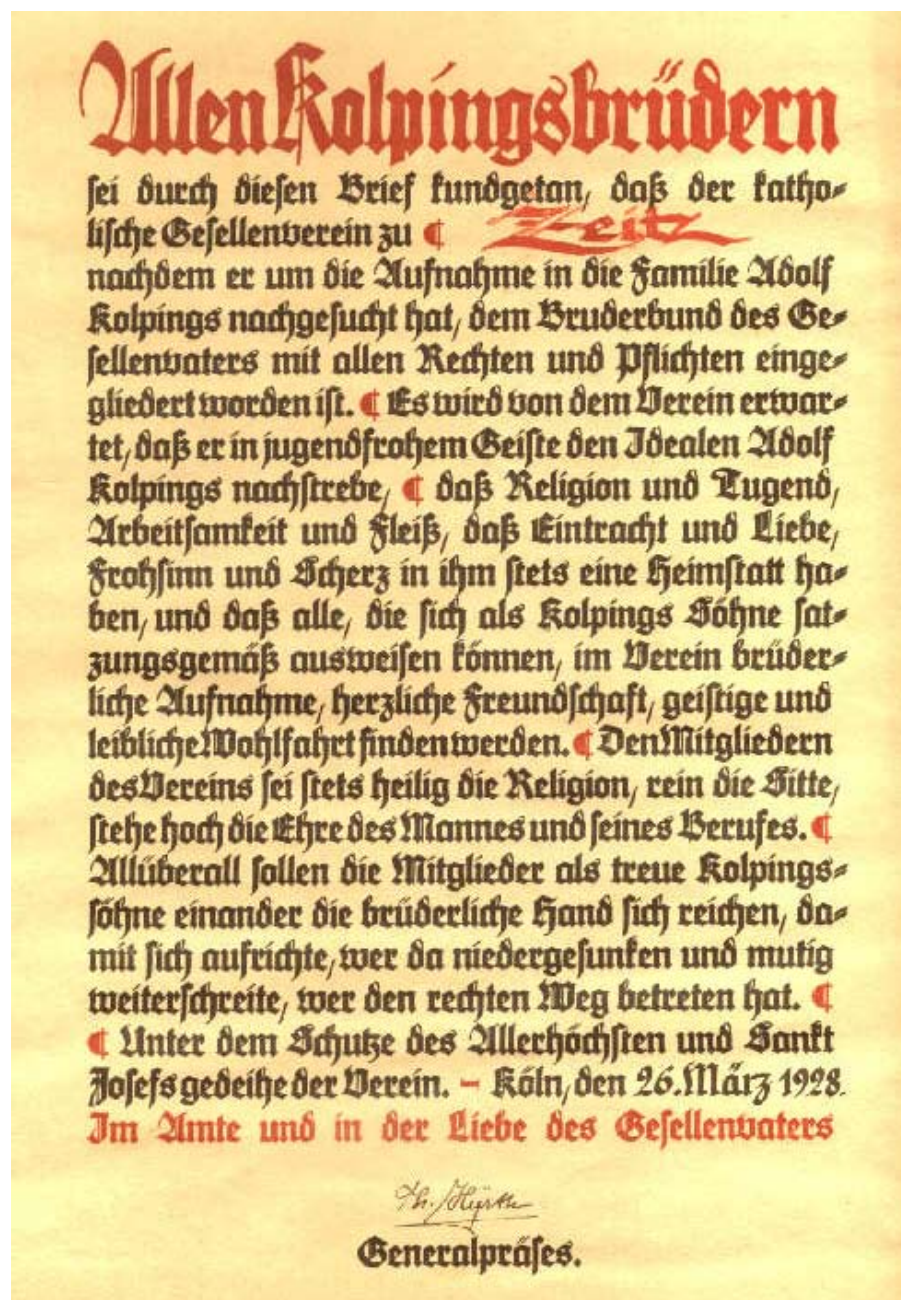 Allen Kolpingsbrüdern
sei durch diesen Brief kundgetan, daß der katho-
lische Gesellenverein zu ¶ Zeitz
nachdem er um die Aufnahme in die Familie Adolf
Kolpings nachgesucht hat, dem Bruderbund des Ge-
sellenvaters mit allen Rechten und Pflichten einge-
gliedert worden ist. ¶ Es wird von dem Verein erwar-
tet, daß er in jugendfrohem Geiste den Idealen Adolf
Kolpings nachstrebe, ¶ daß Religion und Tugend,
Arbeitsamkeit und Fleiß, daß Eintracht und Liebe,
Frohsinn und Scherz in ihm stets eine Heimstatt ha-
ben, und daß alle, die sich als Kolpings Söhne sat-
zungsgemäß ausweisen können, im Verein brüder-
liche Aufnahme, herzliche Freundschaft, geistige und
leibliche Wohlfahrt finden werden. ¶ Den Mitgliedern
des Vereins sei stets heilig die Religion, rein die Sitte,
stehe hoch die Ehre des Mannes und seines Berufes. ¶
Allüberall sollen die Mitglieder als treue Kolpings-
söhne einander die brüderliche Hand sich reichen, da-
mit sich aufrichte, wer da niedergesunken und mutig
weiterschreite, wer den rechten Weg betreten hat. ¶
¶ Unter dem Schutze des Allerhöchsten und Sankt
Josefs gedeihe der Verein. – Köln, den 26. März 1928.
Im Amte und in der Liebe des Gesellenvaters
Th. Hürth
Generalpräses.